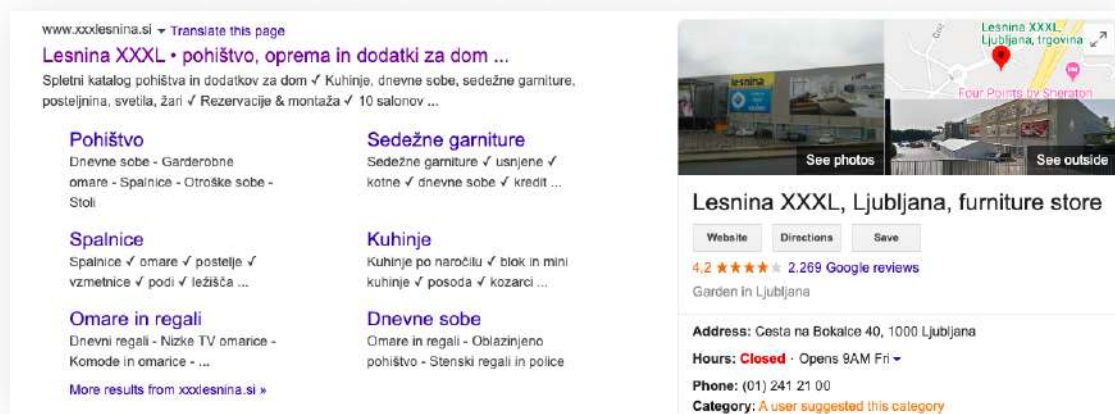 www.xxxlesnina.si ▾ Translate this page
Lesnina XXXL • pohištvo, oprema in dodatki za dom ...
Spletni katalog pohištva in dodatkov za dom √ Kuhinje, dnevne sobe, sedežne garniture,
posteljnina, svetila, žari √ Rezervacije & montaža √ 10 salonov ...
Pohištvo
Dnevne sobe - Garderobne
omare - Spalnice - Otroške sobe -
Stoli
Sedežne garniture
Sedežne garniture √ usnjene √
kotne √ dnevne sobe √ kredit ...
Spalnice
Spalnice √ omare √ postelje √
vzmetnice √ podi √ ležišča ...
Kuhinje
Kuhinje po naročilu √ blok in mini
kuhinje √ posoda √ kozarci ...
Omare in regali
Dnevni regali - Nizke TV omarice -
Komode in omarice - ...
Dnevne sobe
Omare in regali - Oblazinjeno
pohištvo - Stenski regali in police
More results from xxxlesnina.si »
lesnina
See photos
Lesnina XXXL,
Ljubljana, trgovina
Four Points by Sheraton
See outside
Lesnina XXXL, Ljubljana, furniture store
Website
Directions
Save
4,2 ★★★★★ 2.269 Google reviews
Garden in Ljubljana
Address: Cesta na Bokalce 40, 1000 Ljubljana
Hours: Closed · Opens 9AM Fri ▾
Phone: (01) 241 21 00
Category: A user suggested this category